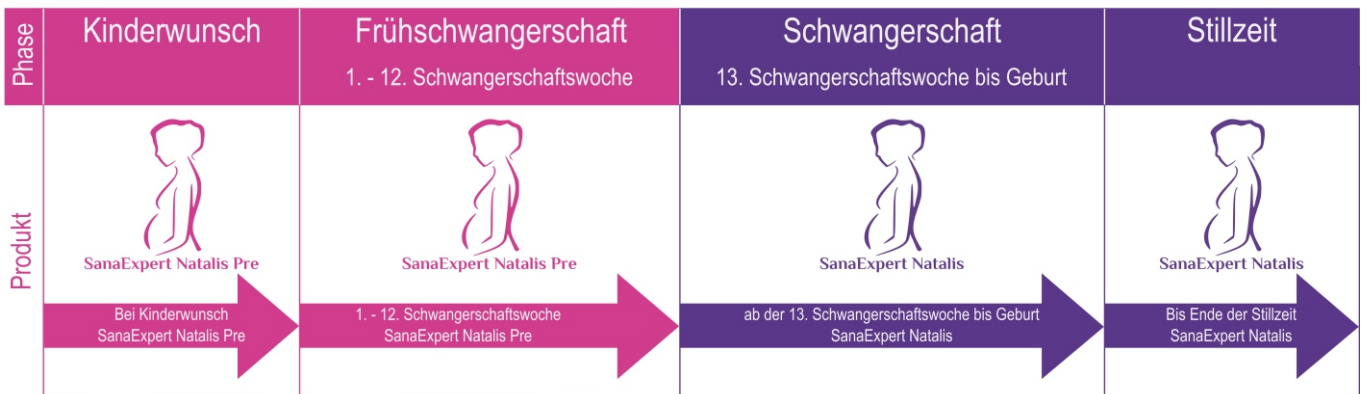 Phase
Kinderwunsch
Frühschwangerschaft
1. - 12. Schwangerschaftswoche
Schwangerschaft
13. Schwangerschaftswoche bis Geburt
Stillzeit
Produkt
SanaExpert Natalis Pre
SanaExpert Natalis Pre
SanaExpert Natalis
SanaExpert Natalis
Bei Kinderwunsch
SanaExpert Natalis Pre
1. - 12. Schwangerschaftswoche
SanaExpert Natalis Pre
ab der 13. Schwangerschaftswoche bis Geburt
SanaExpert Natalis
Bis Ende der Stillzeit
SanaExpert Natalis